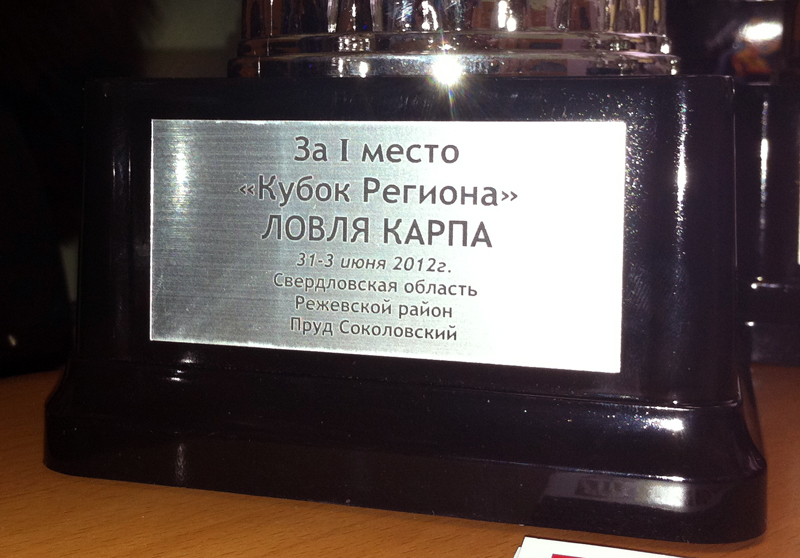 За I место
«Кубок Региона»
ЛОВЛЯ КАРПА
31-3 июня 2012г.
Свердловская область
Режевской район
Пруд Соколовский